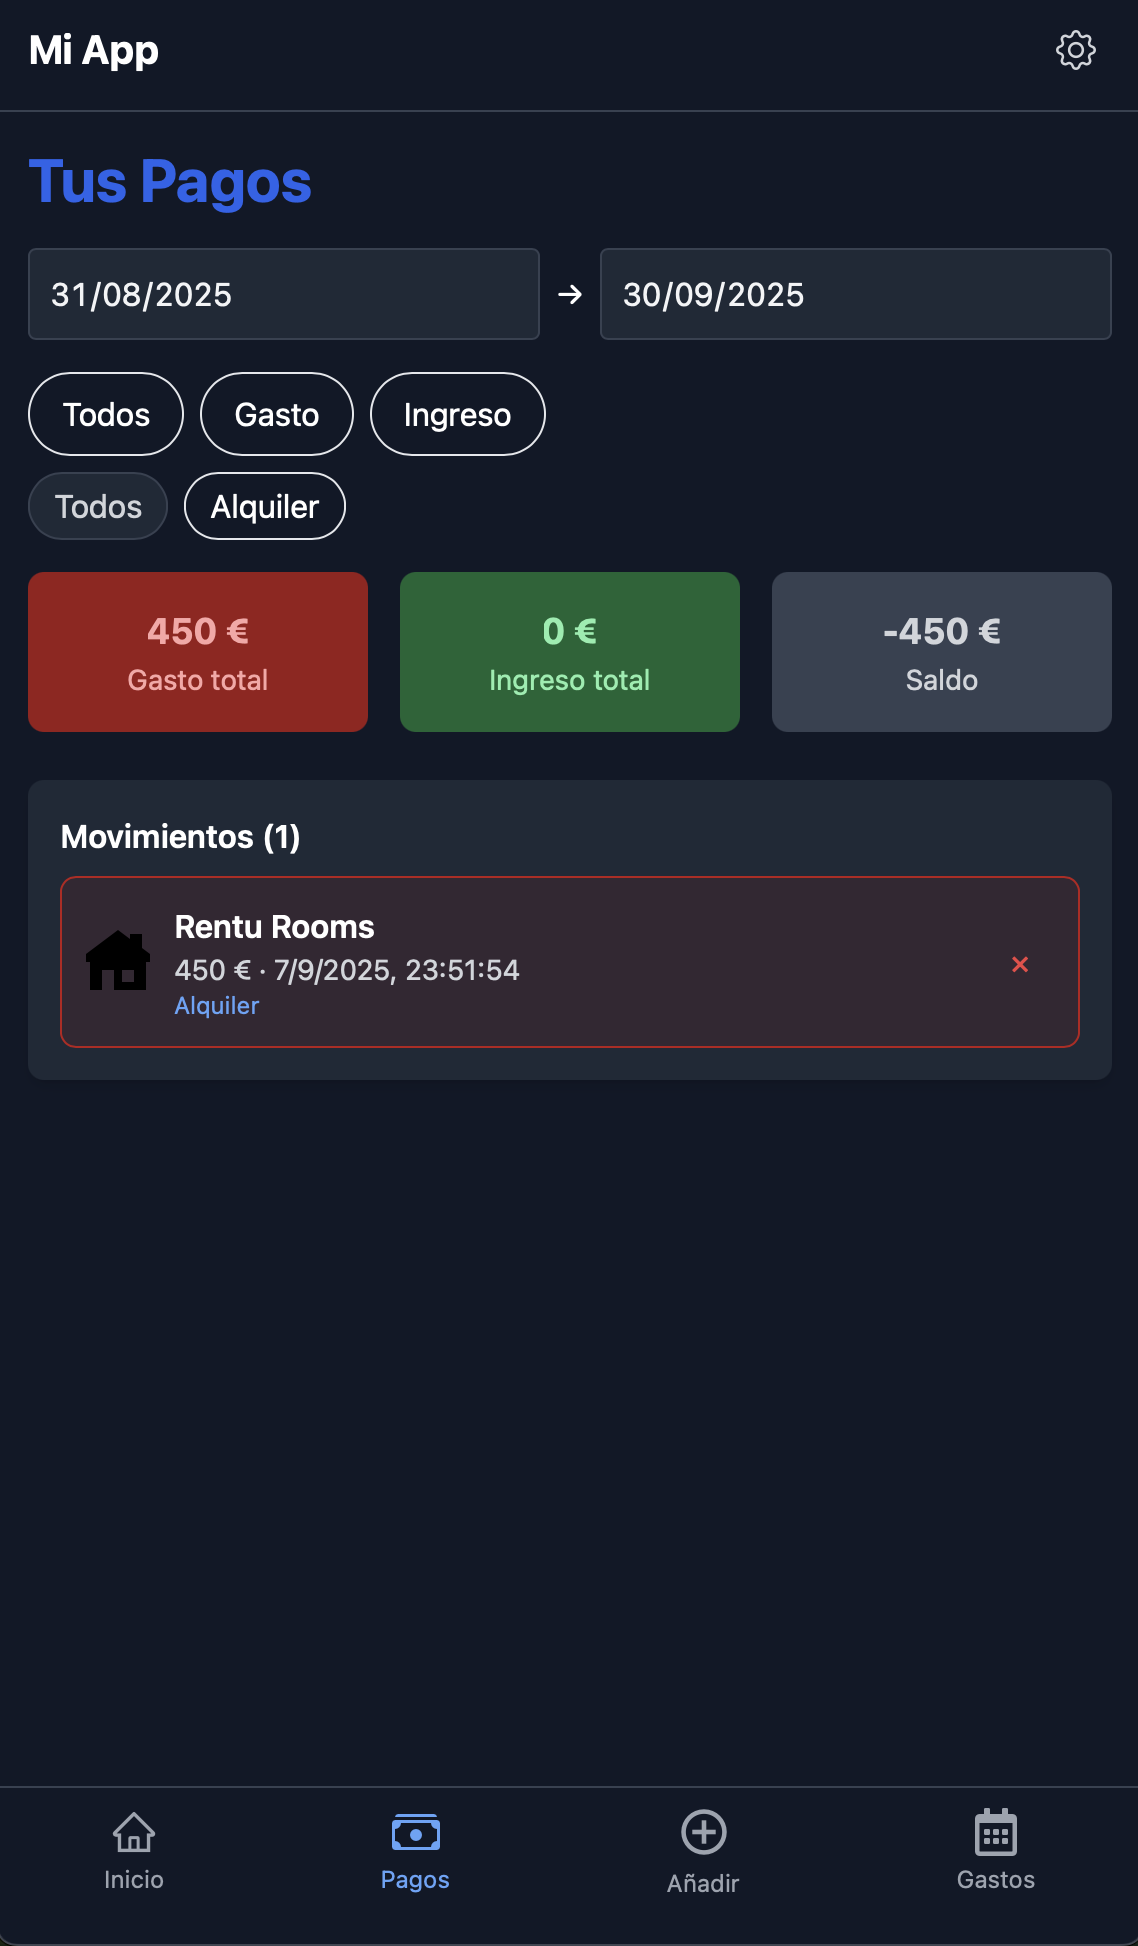 Mi App
Tus Pagos
31/08/2025 → 30/09/2025
Todos Gasto Ingreso
Todos Alquiler
450 € 0 € -450 €
Gasto total Ingreso total Saldo
Movimientos (1)
Rentu Rooms
450 € · 7/9/2025, 23:51:54
Alquiler
Inicio Pagos Añadir Gastos